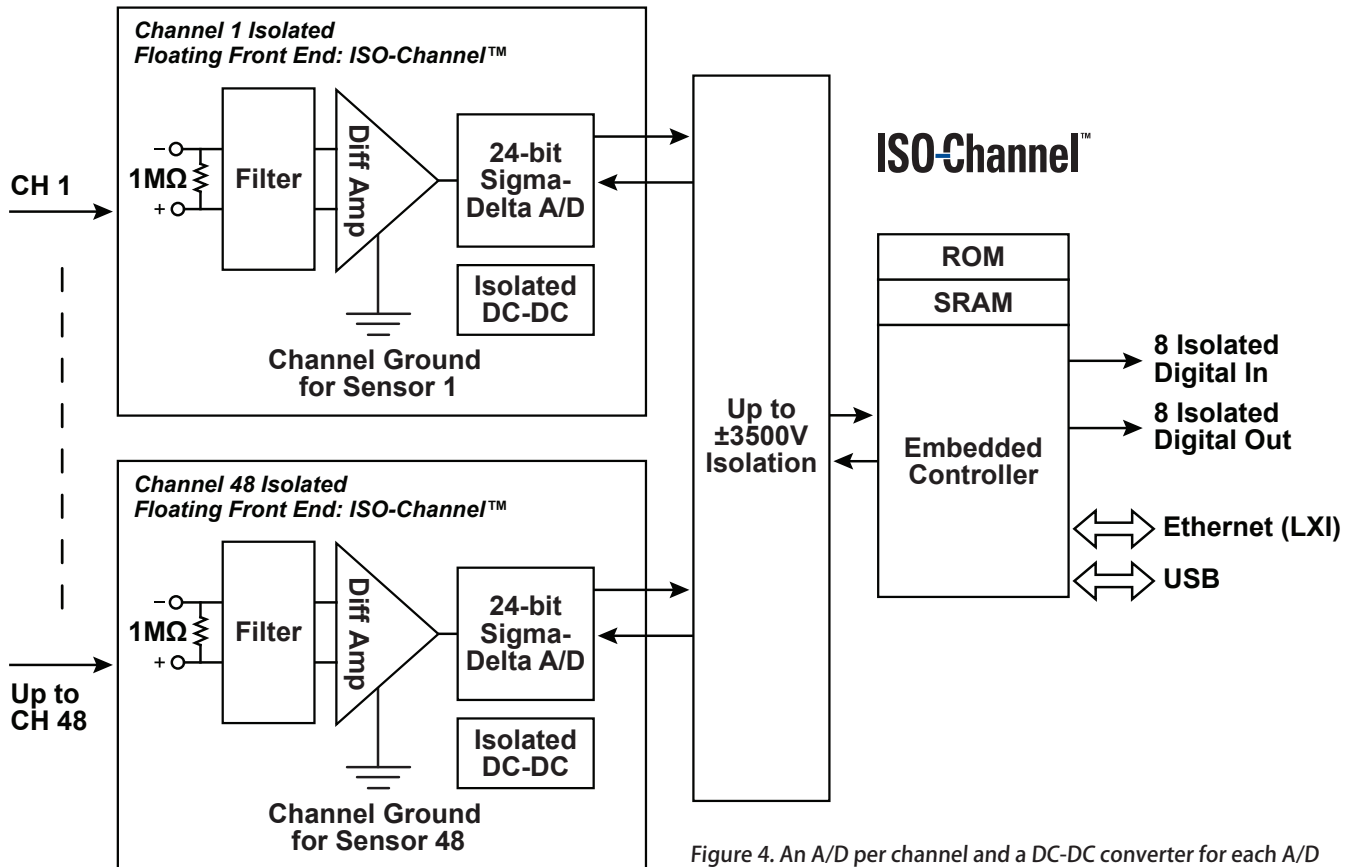 Channel 1 Isolated
Floating Front End: ISO-Channel™
CH 1
−
1MΩ
+
Filter
Diff Amp
24-bit
Sigma-
Delta A/D
Isolated
DC-DC
Channel Ground
for Sensor 1
Up to
CH 48
Channel 48 Isolated
Floating Front End: ISO-Channel™
−
1MΩ
+
Filter
Diff Amp
24-bit
Sigma-
Delta A/D
Isolated
DC-DC
Channel Ground
for Sensor 48
Up to
±3500V
Isolation
ISO-Channel™
ROM
SRAM
Embedded
Controller
8 Isolated
Digital In
8 Isolated
Digital Out
Ethernet (LXI)
USB
Figure 4. An A/D per channel and a DC-DC converter for each A/D